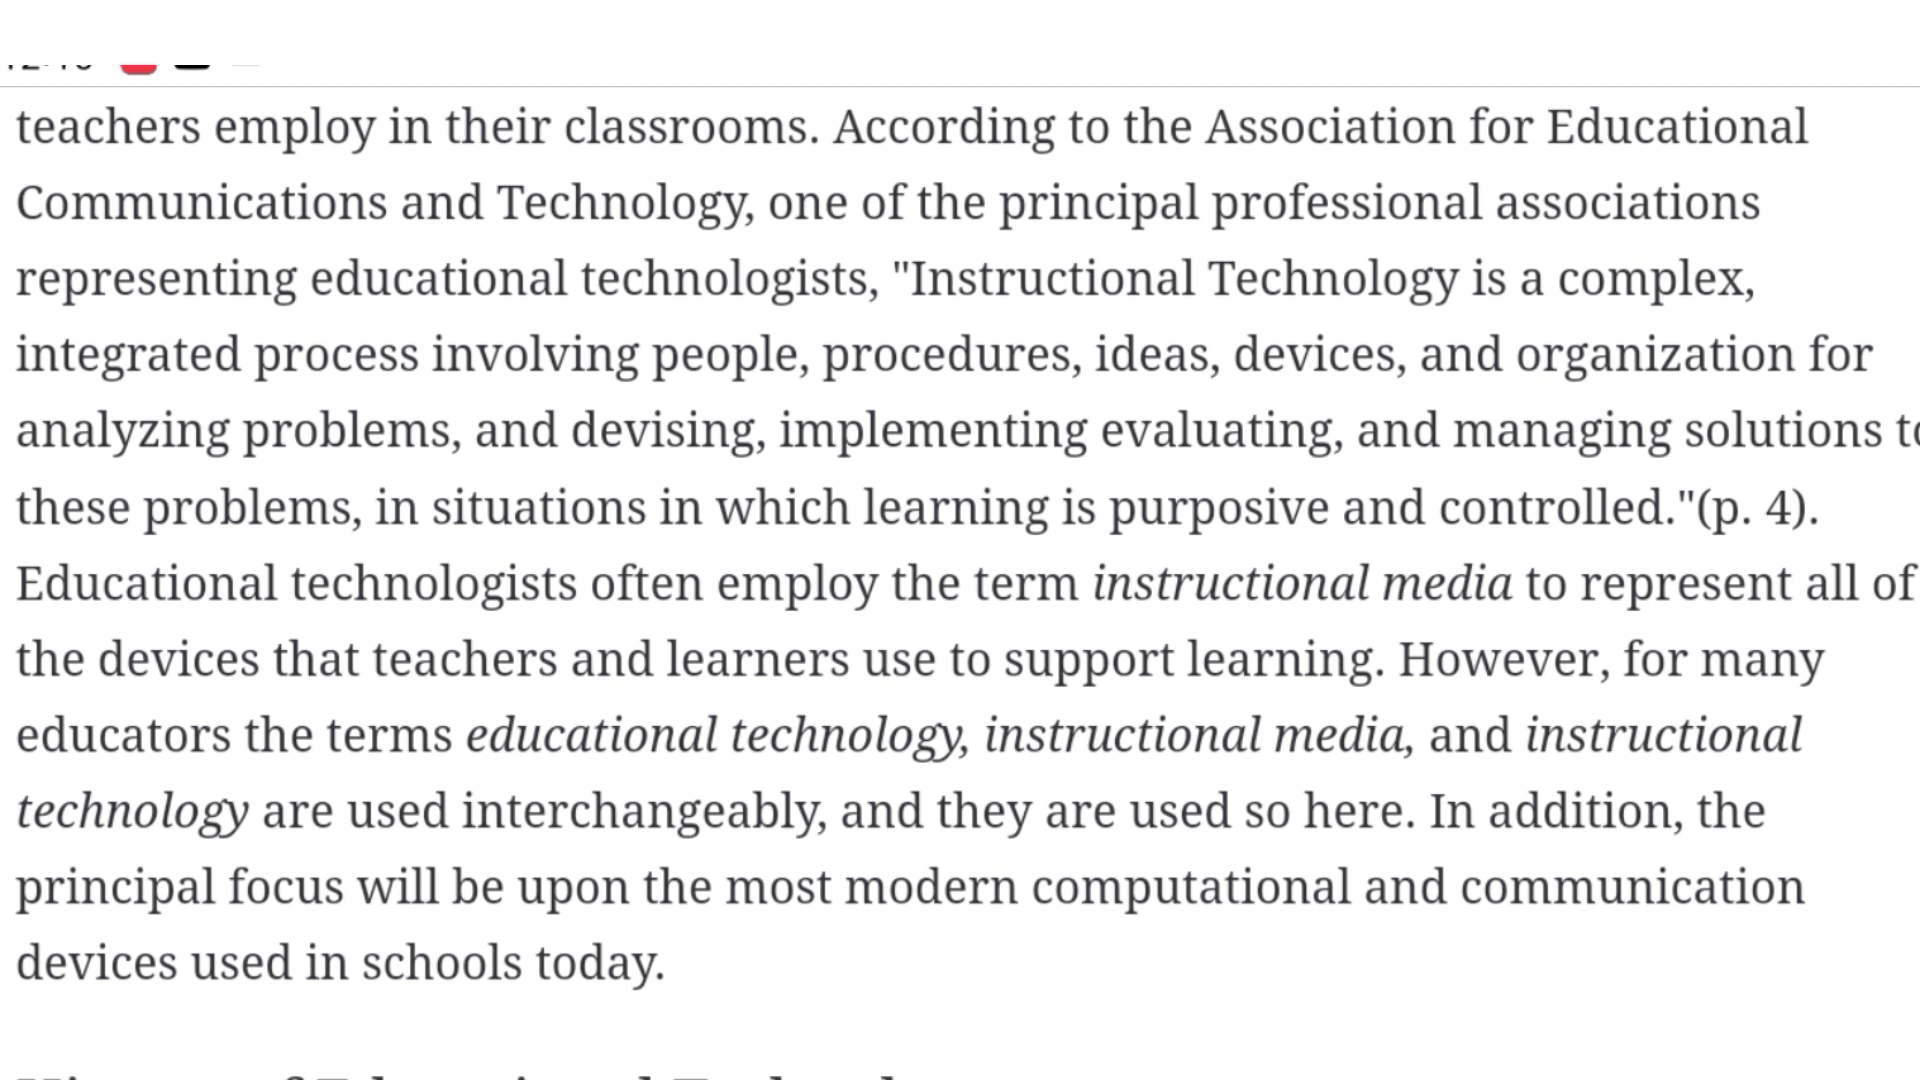 teachers employ in their classrooms. According to the Association for Educational
Communications and Technology, one of the principal professional associations
representing educational technologists, "Instructional Technology is a complex,
integrated process involving people, procedures, ideas, devices, and organization for
analyzing problems, and devising, implementing evaluating, and managing solutions to
these problems, in situations in which learning is purposive and controlled."(p. 4).
Educational technologists often employ the term instructional media to represent all of
the devices that teachers and learners use to support learning. However, for many
educators the terms educational technology, instructional media, and instructional
technology are used interchangeably, and they are used so here. In addition, the
principal focus will be upon the most modern computational and communication
devices used in schools today.